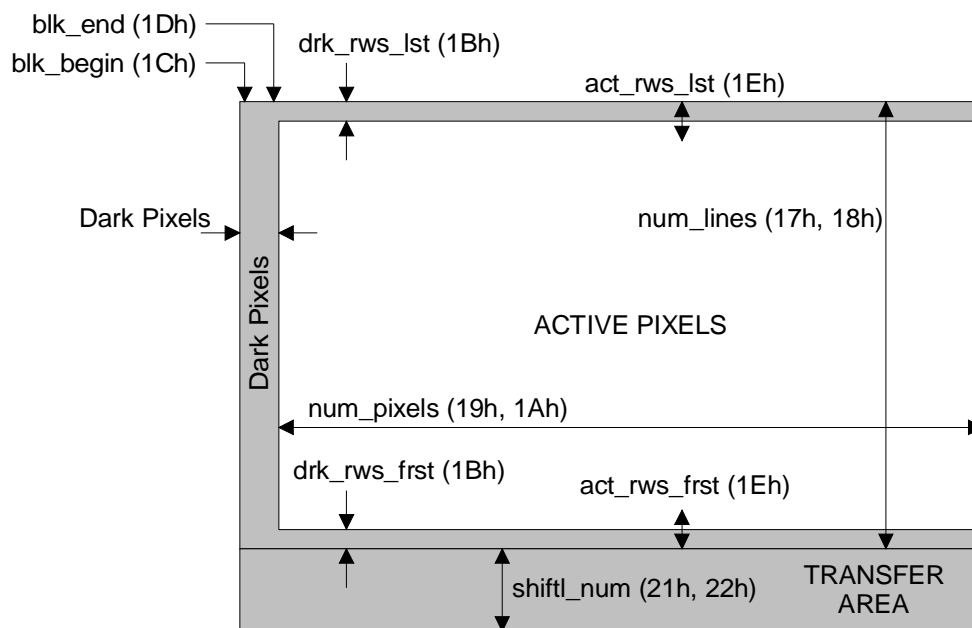 blk_end (1Dh)
blk_begin (1Ch)
drk_rws_lst (1Bh)
act_rws_lst (1Eh)
Dark Pixels
num_lines (17h, 18h)
Dark Pixels
ACTIVE PIXELS
num_pixels (19h, 1Ah)
drk_rws_frst (1Bh)
act_rws_frst (1Eh)
shiftl_num (21h, 22h)
TRANSFER
AREA